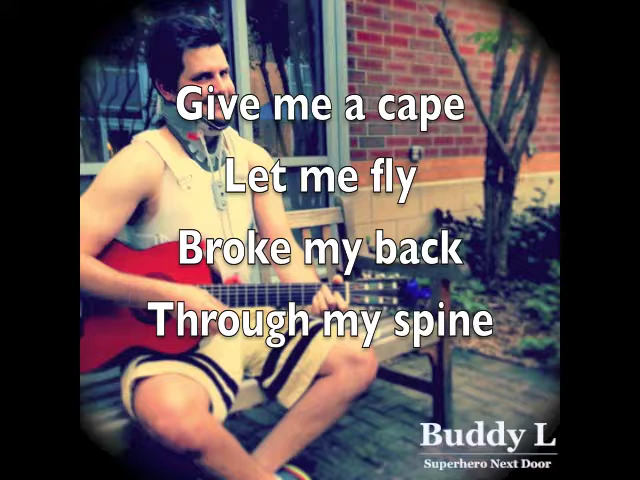 Give me a cape
Let me fly
Broke my back
Through my spine
Buddy L
Superhero Next Door